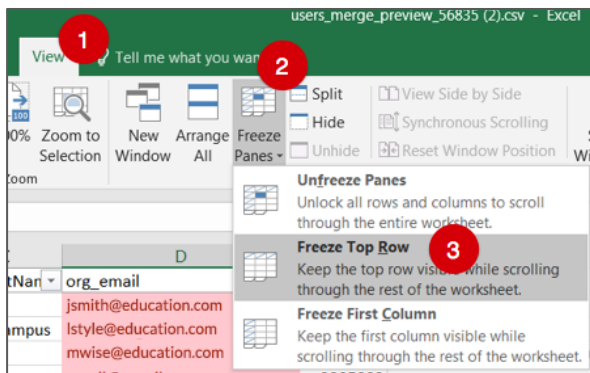 users_merge_preview_56835 (2).csv - Excel
1
View
Tell me what you wan
2
Split
View Side by Side
Hide
Synchronous Scrolling
Unhide
Reset Window Position
100
00% Zoom to
Selection
New
Window
Arrange
All
Freeze
Panes
S
Wi
Zoom
Unfreeze Panes
Unlock all rows and columns to scroll
through the entire worksheet.
Freeze Top Row
3
Keep the top row visible while scrolling
through the rest of the worksheet.
Freeze First Column
Keep the first column visible while
scrolling through the rest of the worksheet.
D
tNan
org_email
jsmith@education.com
ampus
lstyle@education.com
mwise@education.com